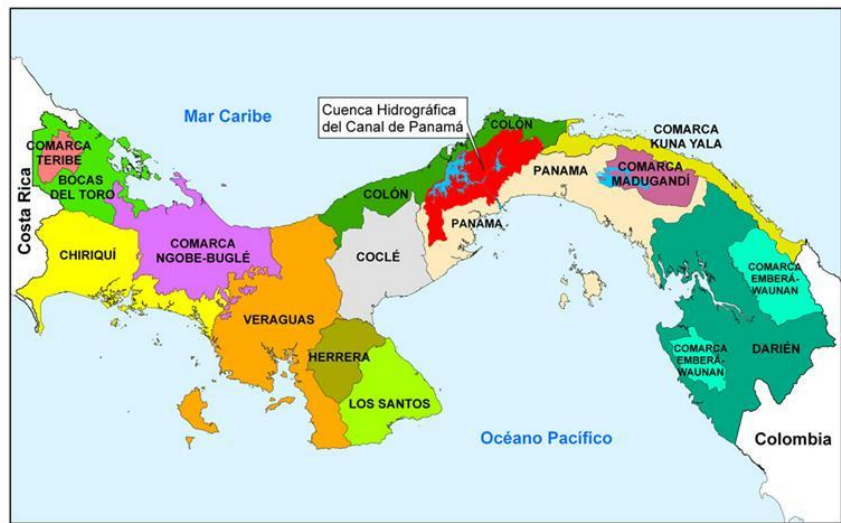 Mar Caribe
Cuenca Hidrográfica
del Canal de Panamá
COLÓN
COMARCA
KUNA YALA
Costa Rica
COMARCA
TERIBE
BOCAS
DEL TORO
PANAMA
COMARCA
MADUGANDÍ
COLÓN
CHIRIQUÍ
COMARCA
NGOBE-BUGLÉ
COCLÉ
PANAMA
VERAGUAS
COMARCA
EMBERÁ-
WAUNAN
HERRERA
COMARCA
EMBERÁ-
WAUNAN
DARIÉN
LOS SANTOS
Océano Pacífico
Colombia